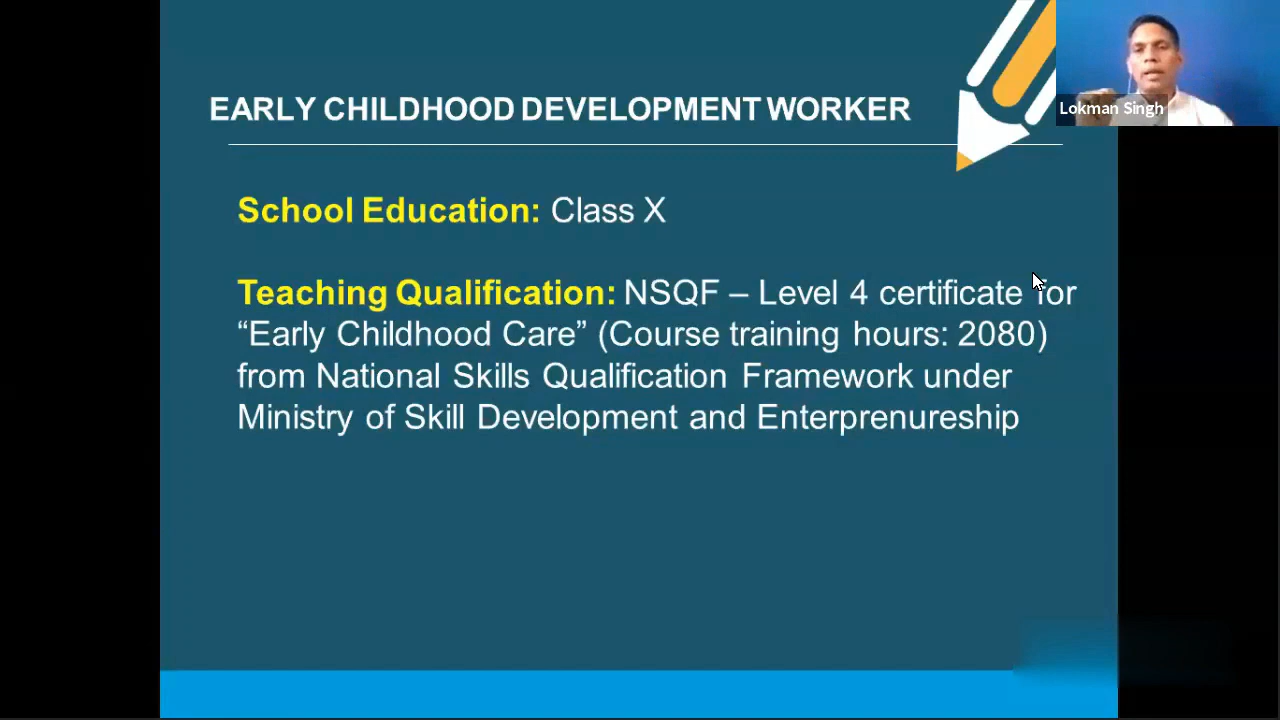 EARLY CHILDHOOD DEVELOPMENT WORKER
Lokman Singh
School Education: Class X
Teaching Qualification: NSQF – Level 4 certificate for
“Early Childhood Care” (Course training hours: 2080)
from National Skills Qualification Framework under
Ministry of Skill Development and Enterprenureship